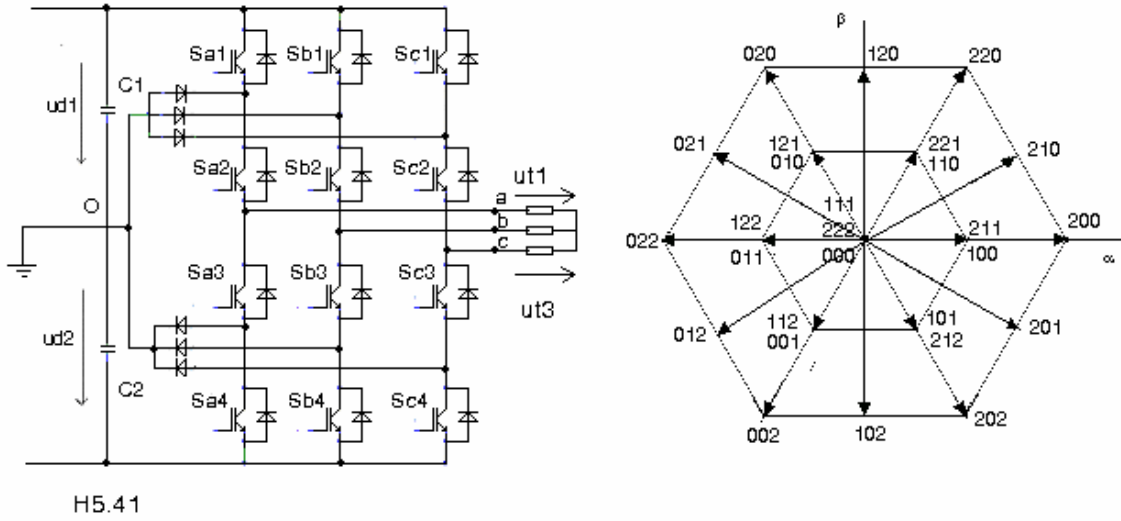 Sa1
Sb1
Sc1
C1
ud1
Sa2
Sb2
Sc2
O
ut1
a
b
c
Sa3
Sb3
Sc3
ut3
ud2
C2
Sa4
Sb4
Sc4
H5.41
β
020
120
220
021
121
010
221
110
210
111
122
222
211
200
022
011
000
100
α
112
001
101
212
012
201
002
102
202